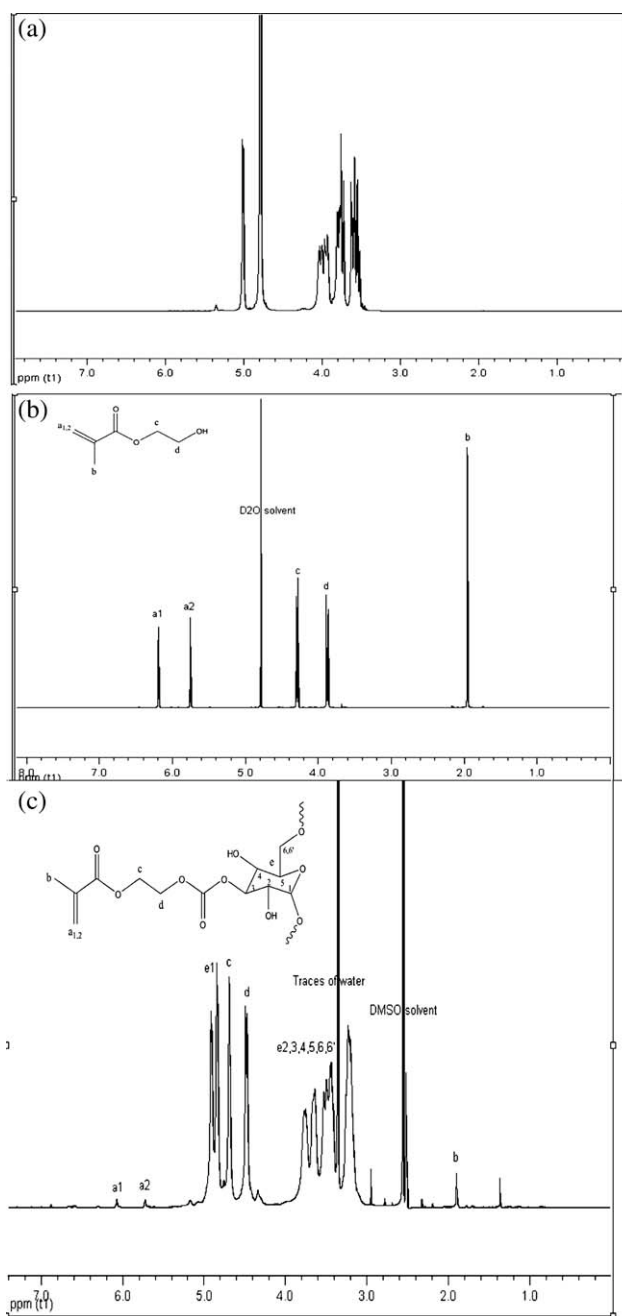 (a)
7.0 6.0 5.0 4.0 3.0 2.0 1.0
ppm (t1)
(b)
O
OH
O
a1,2
b
c
d
D2O solvent
a1
a2
c
d
b
8.0 7.0 6.0 5.0 4.0 3.0 2.0 1.0
ppm (t1)
(c)
O
6,6'
HO
e
4
5
O
O
b
c
O
O
O
3
2
1
d
O
OH
O
a1,2
e1
c
d
Traces of water
DMSO solvent
e2,3,4,5,6,6'
a1
a2
b
7.0 6.0 5.0 4.0 3.0 2.0 1.0
ppm (t1)